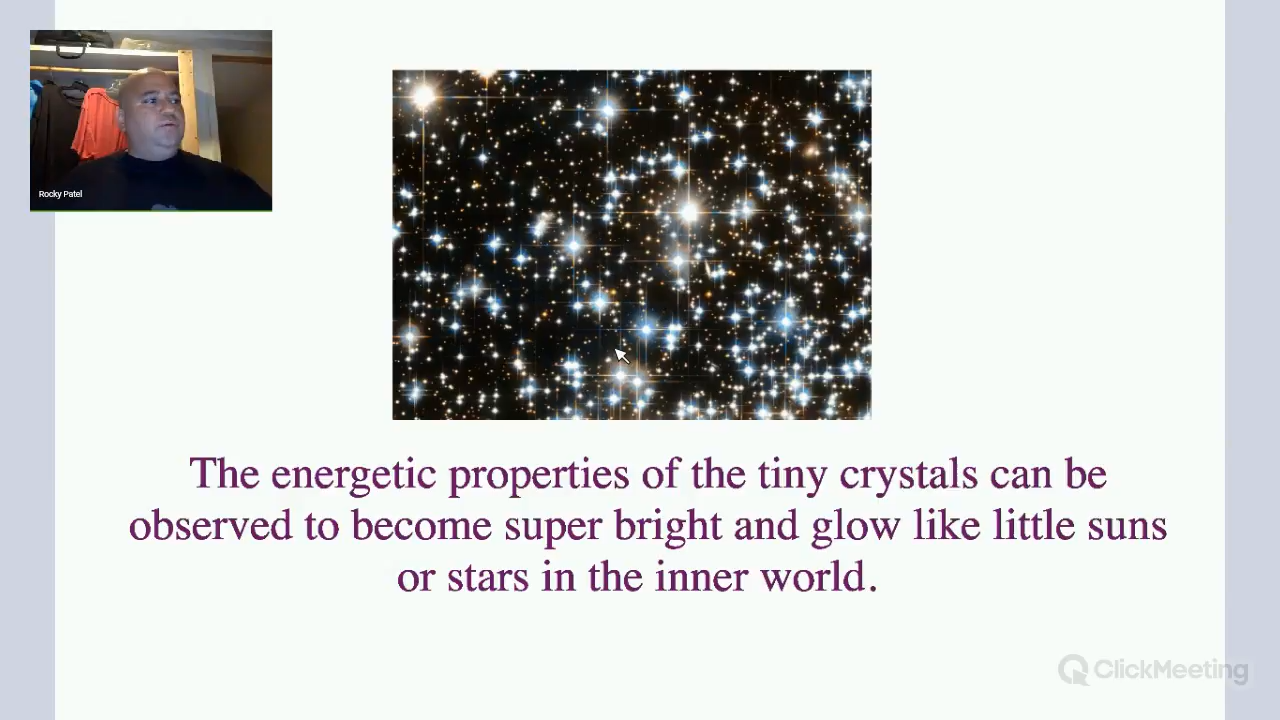 Rocky Patel
The energetic properties of the tiny crystals can be
observed to become super bright and glow like little suns
or stars in the inner world.
ClickMeeting